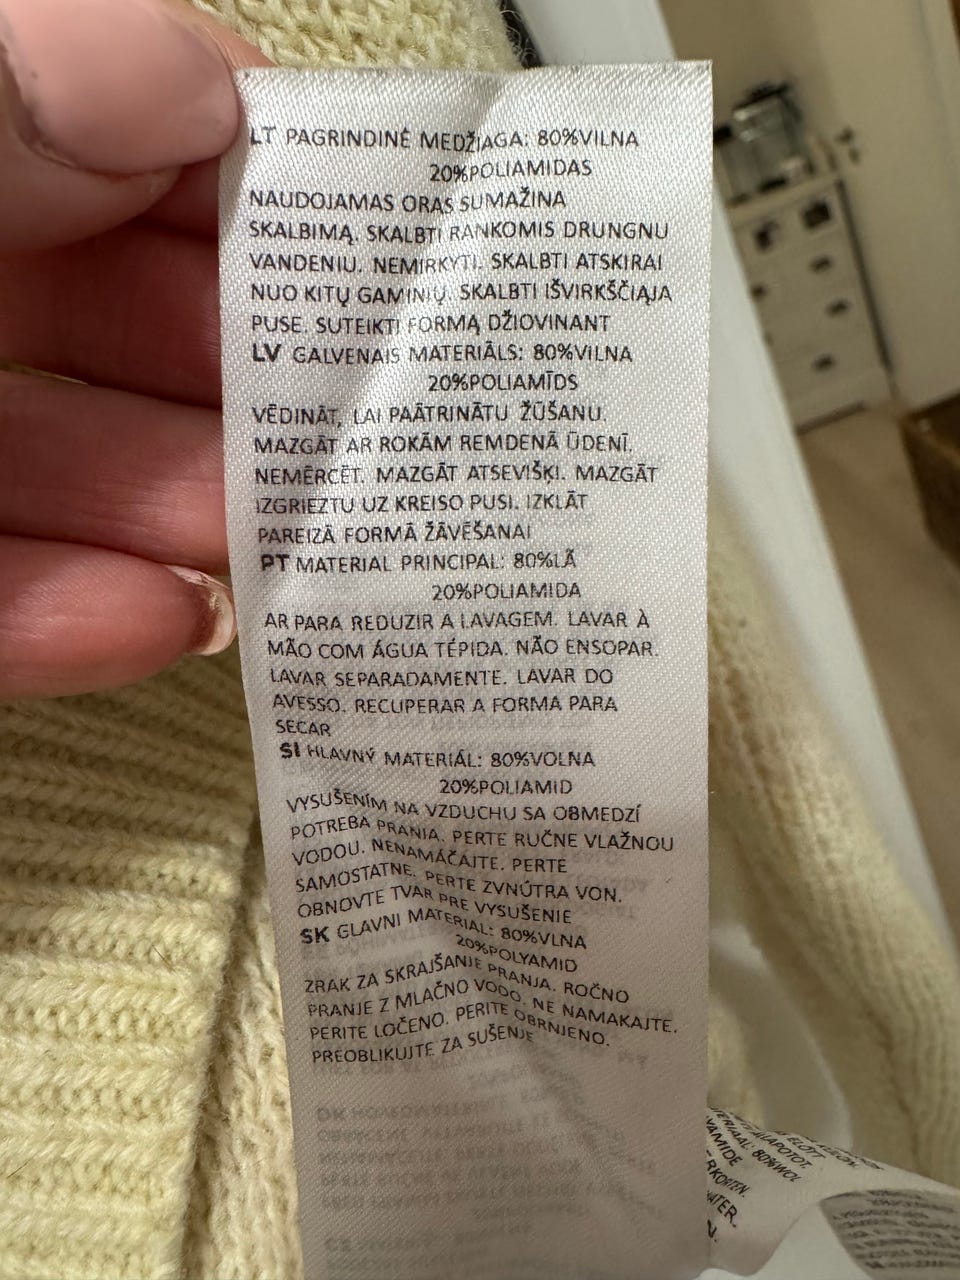 LT PAGRINDINĖ MEDŽIAGA: 80%VILNA
20%POLIAMIDAS
NAUDOJAMAS ORAS SUMAŽINA
SKALBIMĄ. SKALBTI RANKOMIS DRUNGNU
VANDENIU. NEMIRKYTI. SKALBTI ATSKIRAI
NUO KITŲ GAMINIŲ. SKALBTI IŠVIRKŠČIĄJA
PUSE. SUTEIKTI FORMĄ DŽIOVINANT
LV GALVENAIS MATERIĀLS: 80%VILNA
20%POLIAMĪDS
VĒDINĀT, LAI PAĀTRINĀTU ŽŪŠANU.
MAZGĀT AR ROKĀM REMDENĀ ŪDENĪ.
NEMĒRCĒT. MAZGĀT ATSEVIŠĶI. MAZGĀT
IZGRIEZTU UZ KREISO PUSI. IZKLĀT
PAREIZĀ FORMĀ ŽĀVĒŠANAI
PT MATERIAL PRINCIPAL: 80%LÃ
20%POLIAMIDA
AR PARA REDUZIR A LAVAGEM. LAVAR À
MÃO COM ÁGUA TÉPIDA. NÃO ENSOPAR.
LAVAR SEPARADAMENTE. LAVAR DO
AVESSO. RECUPERAR A FORMA PARA
SECAR
SI HLAVNÝ MATERIÁL: 80%VOLNA
20%POLIAMID
VYSUŠENÍM NA VZDUCHU SA OBMEDZÍ
POTREBA PRANIA. PERTE RUČNE VLAŽNOU
VODOU. NENAMÁČAJTE. PERTE
SAMOSTATNE. PERTE ZVNÚTRA VON.
OBNOVTE TVAR PRE VYSUŠENIE
SK GLAVNI MATERIAL: 80%VLNA
20%POLYAMID
ZRAK ZA SKRAJŠANJE PRANJA. ROČNO
PRANJE Z MLAČNO VODO. NE NAMAKAJTE.
PERITE LOČENO. PERITE OBRNJENO.
PREOBLIKUJTE ZA SUŠENJE
ELŐTT
ÁLLAPOTOT.
80%WOL